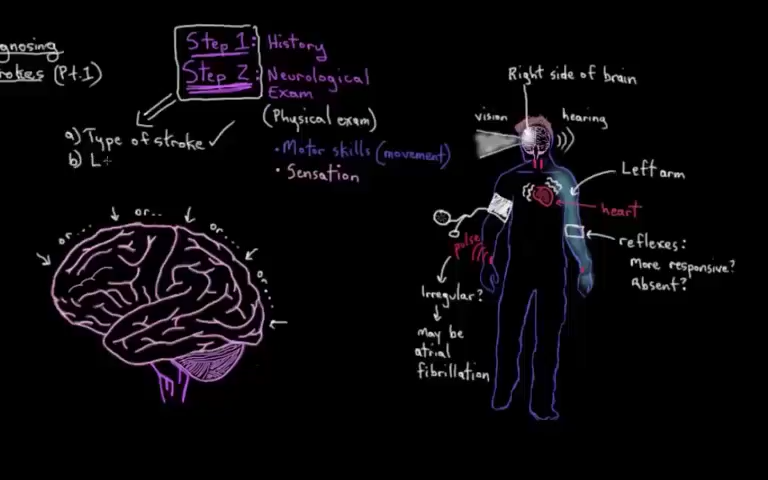 gnosing
rokes (Pt.1)
Step 1: History
Step 2: Neurological
Exam
(Physical exam)
• Motor skills (movement)
• Sensation
a) Type of stroke ✓
b) L
or...
or...
or...
or...
Right side of brain
vision
hearing
Left arm
heart
reflexes:
More responsive?
Absent?
pulse
Irregular?
may be
atrial
fibrillation